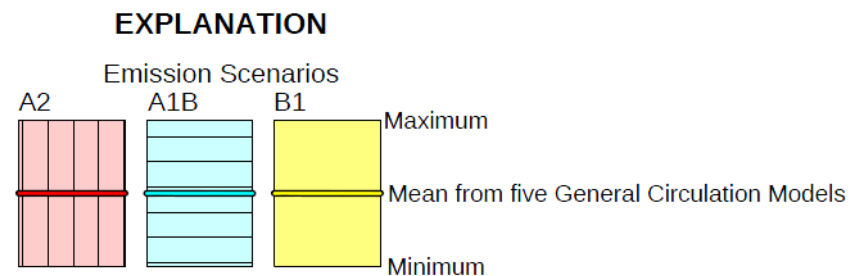 EXPLANATION
Emission Scenarios
A2 A1B B1
Maximum
Mean from five General Circulation Models
Minimum